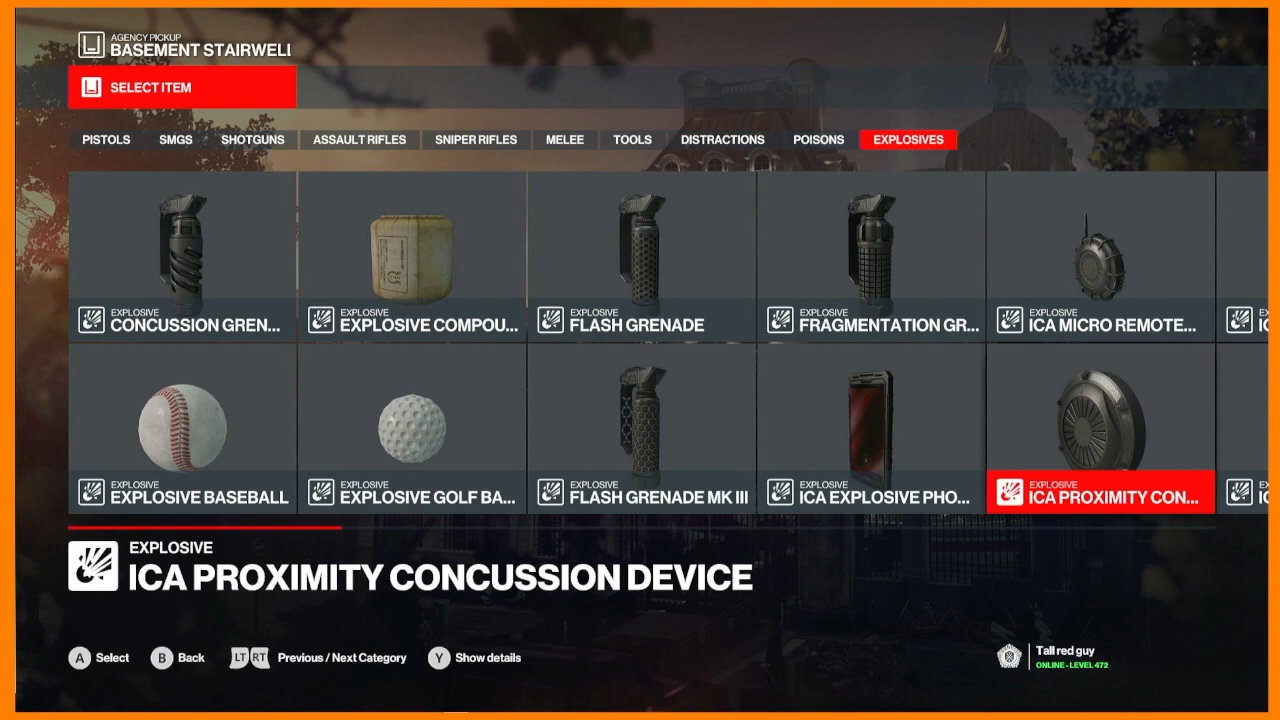 AGENCY PICKUP
BASEMENT STAIRWELL
SELECT ITEM
PISTOLS SMGS SHOTGUNS ASSAULT RIFLES SNIPER RIFLES MELEE TOOLS DISTRACTIONS POISONS EXPLOSIVES
EXPLOSIVE EXPLOSIVE EXPLOSIVE EXPLOSIVE EXPLOSIVE
CONCUSSION GREN... EXPLOSIVE COMPOU... FLASH GRENADE FRAGMENTATION GR... ICA MICRO REMOTE...
EXPLOSIVE EXPLOSIVE EXPLOSIVE EXPLOSIVE EXPLOSIVE
EXPLOSIVE BASEBALL EXPLOSIVE GOLF BA... FLASH GRENADE MK III ICA EXPLOSIVE PHO... ICA PROXIMITY CON...
EXPLOSIVE
ICA PROXIMITY CONCUSSION DEVICE
A Select B Back LT RT Previous / Next Category Y Show details
Tall red guy
ONLINE - LEVEL 472